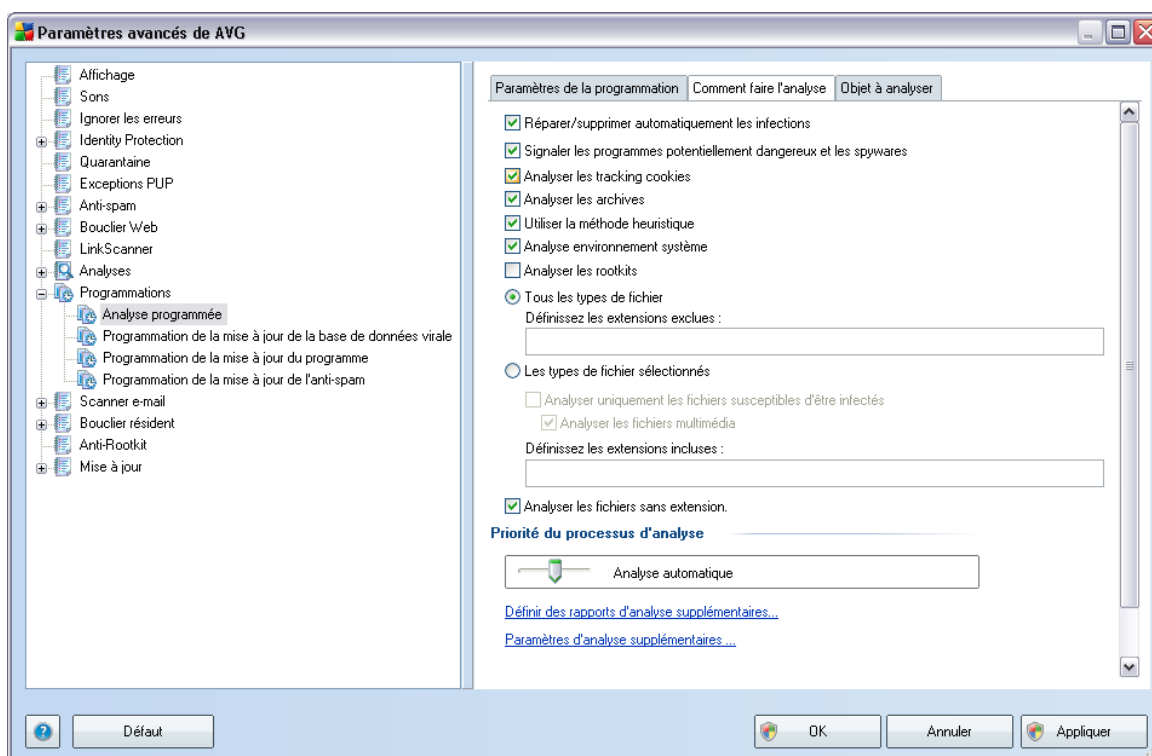 Paramètres avancés de AVG
Affichage
Sons
Ignorer les erreurs
Identity Protection
Quarantaine
Exceptions PUP
Anti-spam
Bouclier Web
LinkScanner
Analyses
Programmations
Analyse programmée
Programmation de la mise à jour de la base de données virale
Programmation de la mise à jour du programme
Programmation de la mise à jour de l'anti-spam
Scanner e-mail
Bouclier résident
Anti-Rootkit
Mise à jour
Paramètres de la programmation
Comment faire l'analyse
Objet à analyser
Réparer/supprimer automatiquement les infections
Signaler les programmes potentiellement dangereux et les spywares
Analyser les tracking cookies
Analyser les archives
Utiliser la méthode heuristique
Analyse environnement système
Analyser les rootkits
Tous les types de fichier
Définissez les extensions exclues :
Les types de fichier sélectionnés
Analyser uniquement les fichiers susceptibles d'être infectés
Analyser les fichiers multimédia
Définissez les extensions incluses :
Analyser les fichiers sans extension.
Priorité du processus d'analyse
Analyse automatique
Définir des rapports d'analyse supplémentaires...
Paramètres d'analyse supplémentaires ...
?
Défaut
OK
Annuler
Appliquer